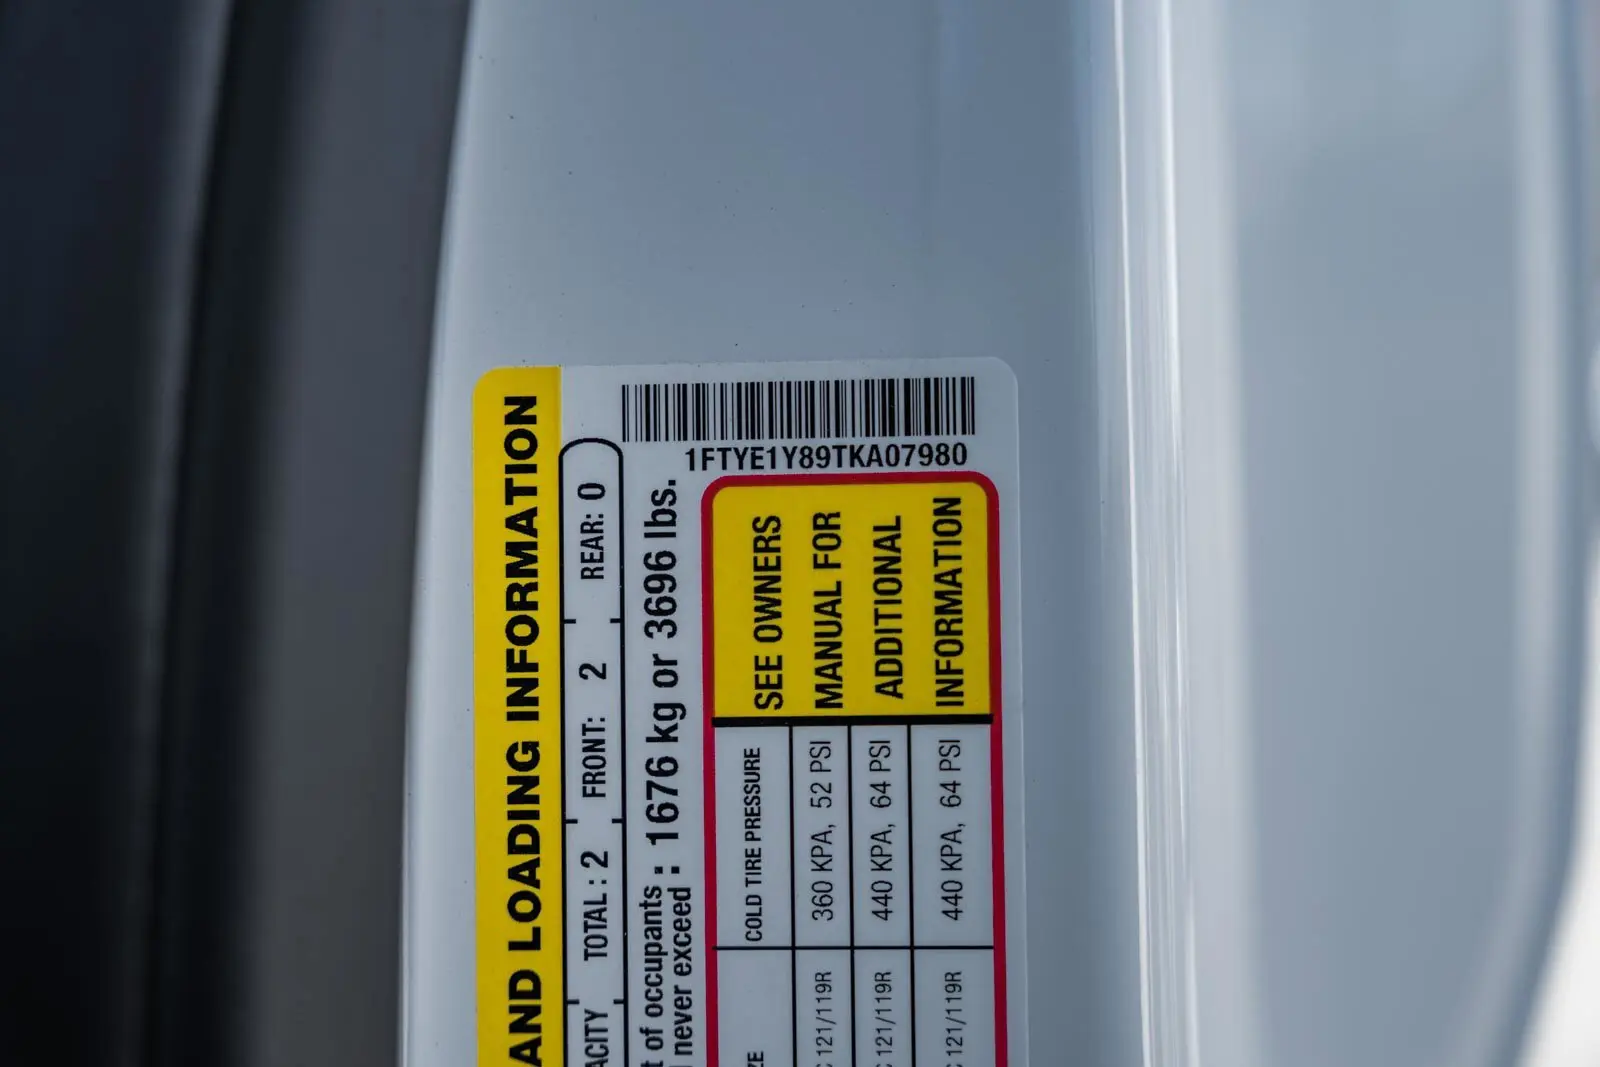 1FTYE1Y89TKA07980
AND LOADING INFORMATION
TOTAL : 2 FRONT: 2 REAR: 0
of occupants
never exceed : 1676 kg or 3696 lbs.
COLD TIRE PRESSURE
121/119R 360 KPA, 52 PSI
121/119R 440 KPA, 64 PSI
121/119R 440 KPA, 64 PSI
SEE OWNERS
MANUAL FOR
ADDITIONAL
INFORMATION